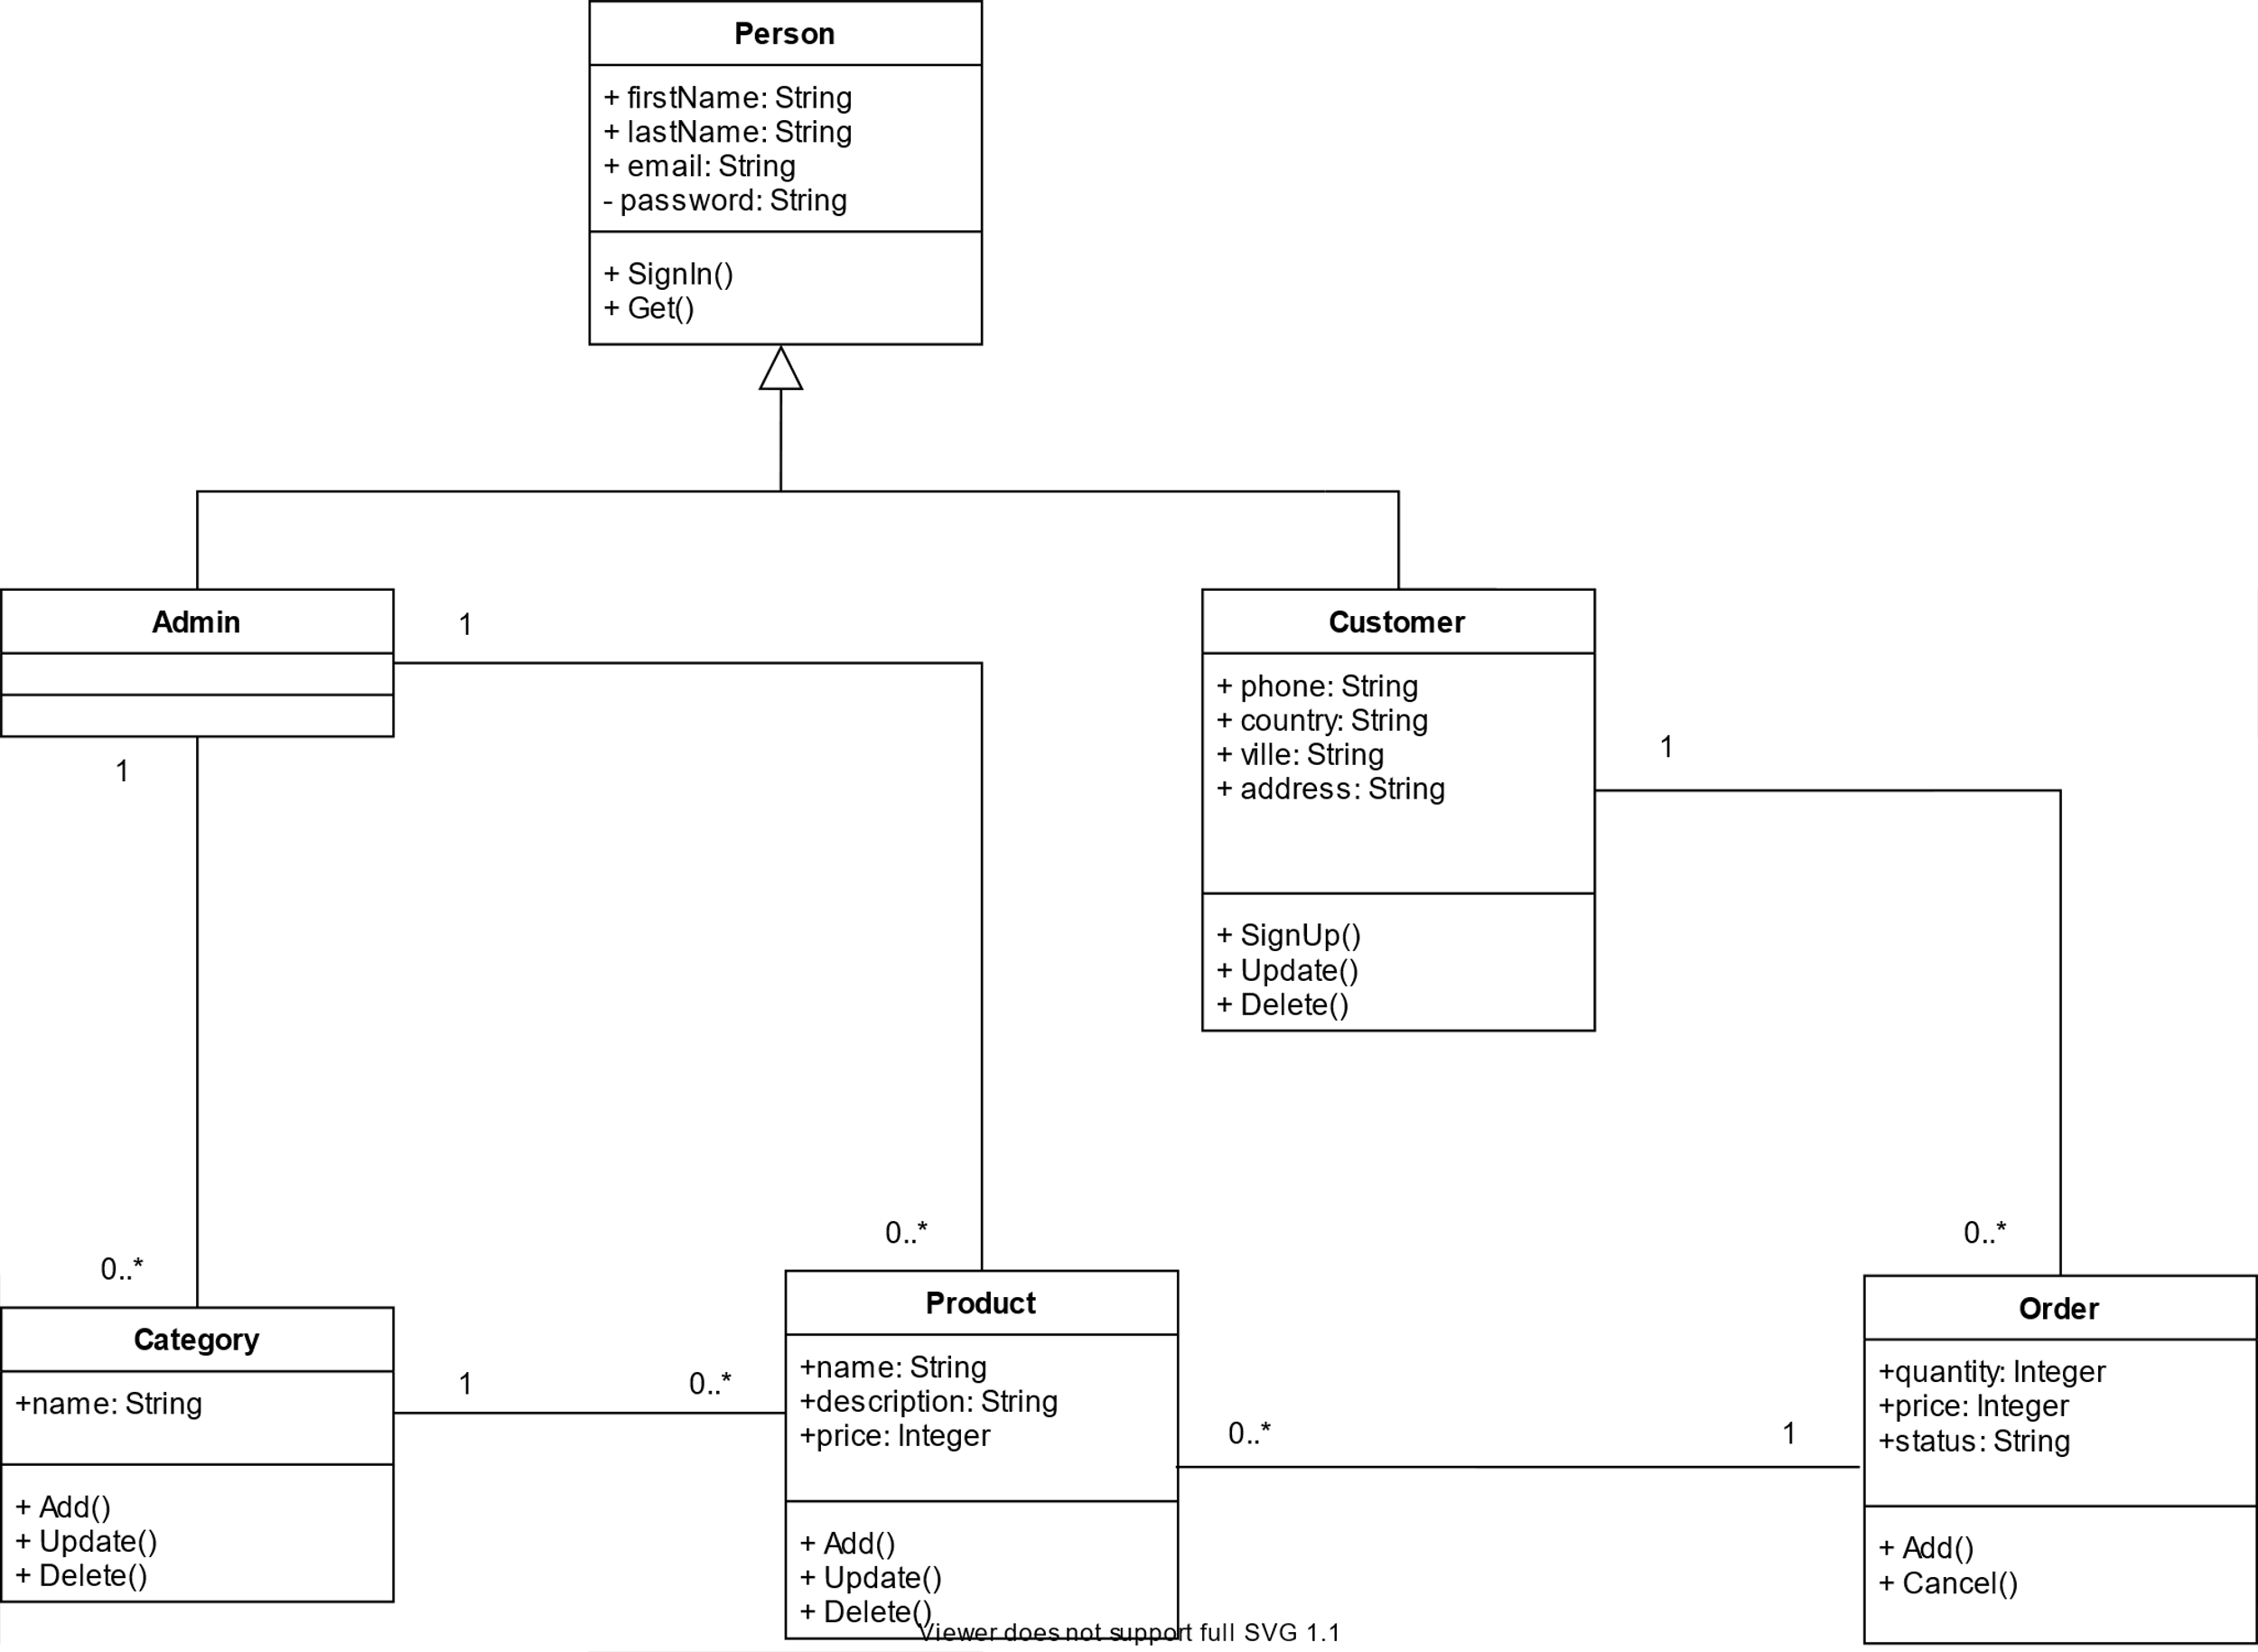 Person
+ firstName: String
+ lastName: String
+ email: String
- password: String
+ SignIn()
+ Get()
Admin
1
1
Customer
+ phone: String
+ country: String
+ ville: String
+ address: String
+ SignUp()
+ Update()
+ Delete()
1
0..*
Category
+name: String
+ Add()
+ Update()
+ Delete()
1
0..*
0..*
Product
+name: String
+description: String
+price: Integer
+ Add()
+ Update()
+ Delete()
0..*
1
0..*
Order
+quantity: Integer
+price: Integer
+status: String
+ Add()
+ Cancel()
Viewer does not support full SVG 1.1